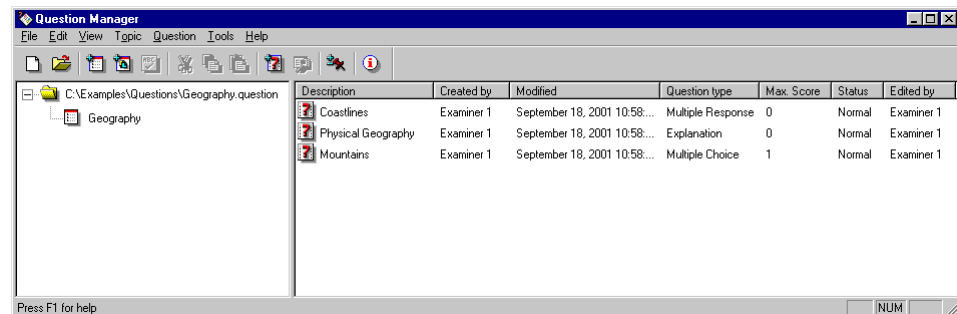 Question Manager
File Edit View Topic Question Tools Help
C:\Examples\Questions\Geography.question
Geography
Description Created by Modified Question type Max. Score Status Edited by
Coastlines Examiner 1 September 18, 2001 10:58:... Multiple Response 0 Normal Examiner 1
Physical Geography Examiner 1 September 18, 2001 10:58:... Explanation 0 Normal Examiner 1
Mountains Examiner 1 September 18, 2001 10:58:... Multiple Choice 1 Normal Examiner 1
Press F1 for help NUM